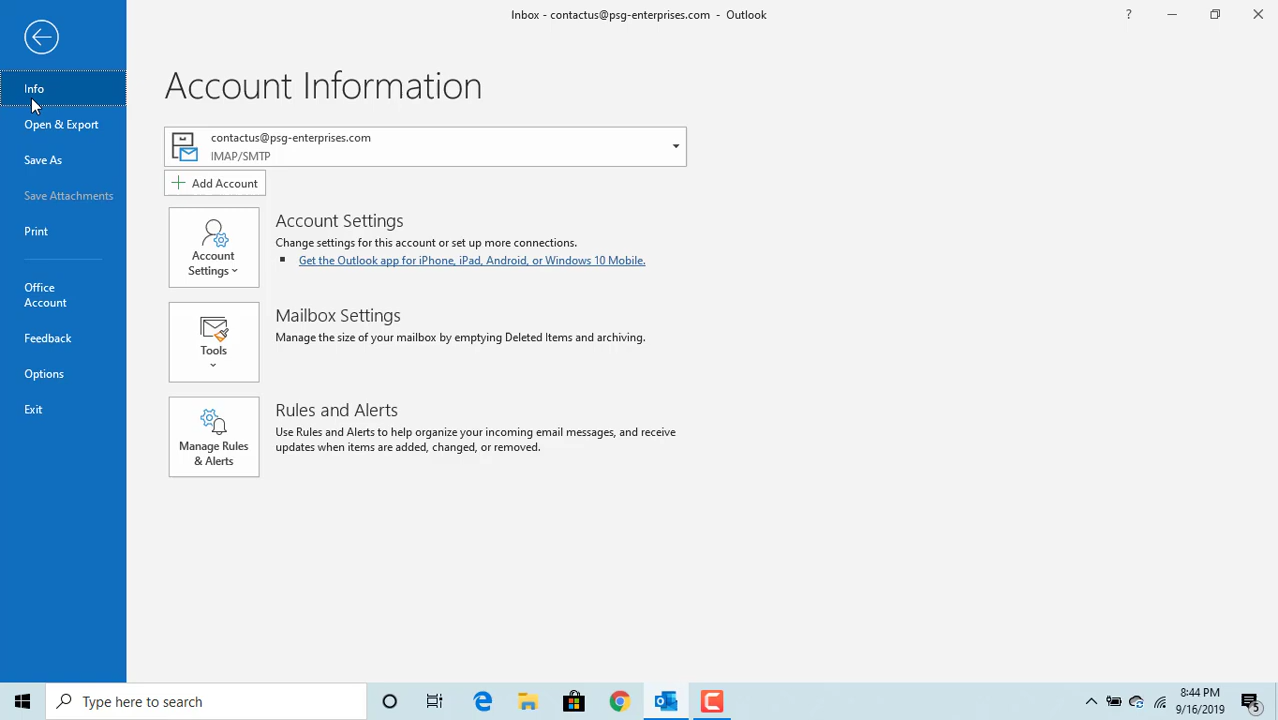 Inbox - contactus@psg-enterprises.com - Outlook
?
Info
Open & Export
Save As
Save Attachments
Print
Office
Account
Feedback
Options
Exit
Account Information
contactus@psg-enterprises.com
IMAP/SMTP
Add Account
Account
Settings
Account Settings
Change settings for this account or set up more connections.
Get the Outlook app for iPhone, iPad, Android, or Windows 10 Mobile.
Tools
Mailbox Settings
Manage the size of your mailbox by emptying Deleted Items and archiving.
Manage Rules
& Alerts
Rules and Alerts
Use Rules and Alerts to help organize your incoming email messages, and receive
updates when items are added, changed, or removed.
Type here to search
8:44 PM
9/16/2019
5